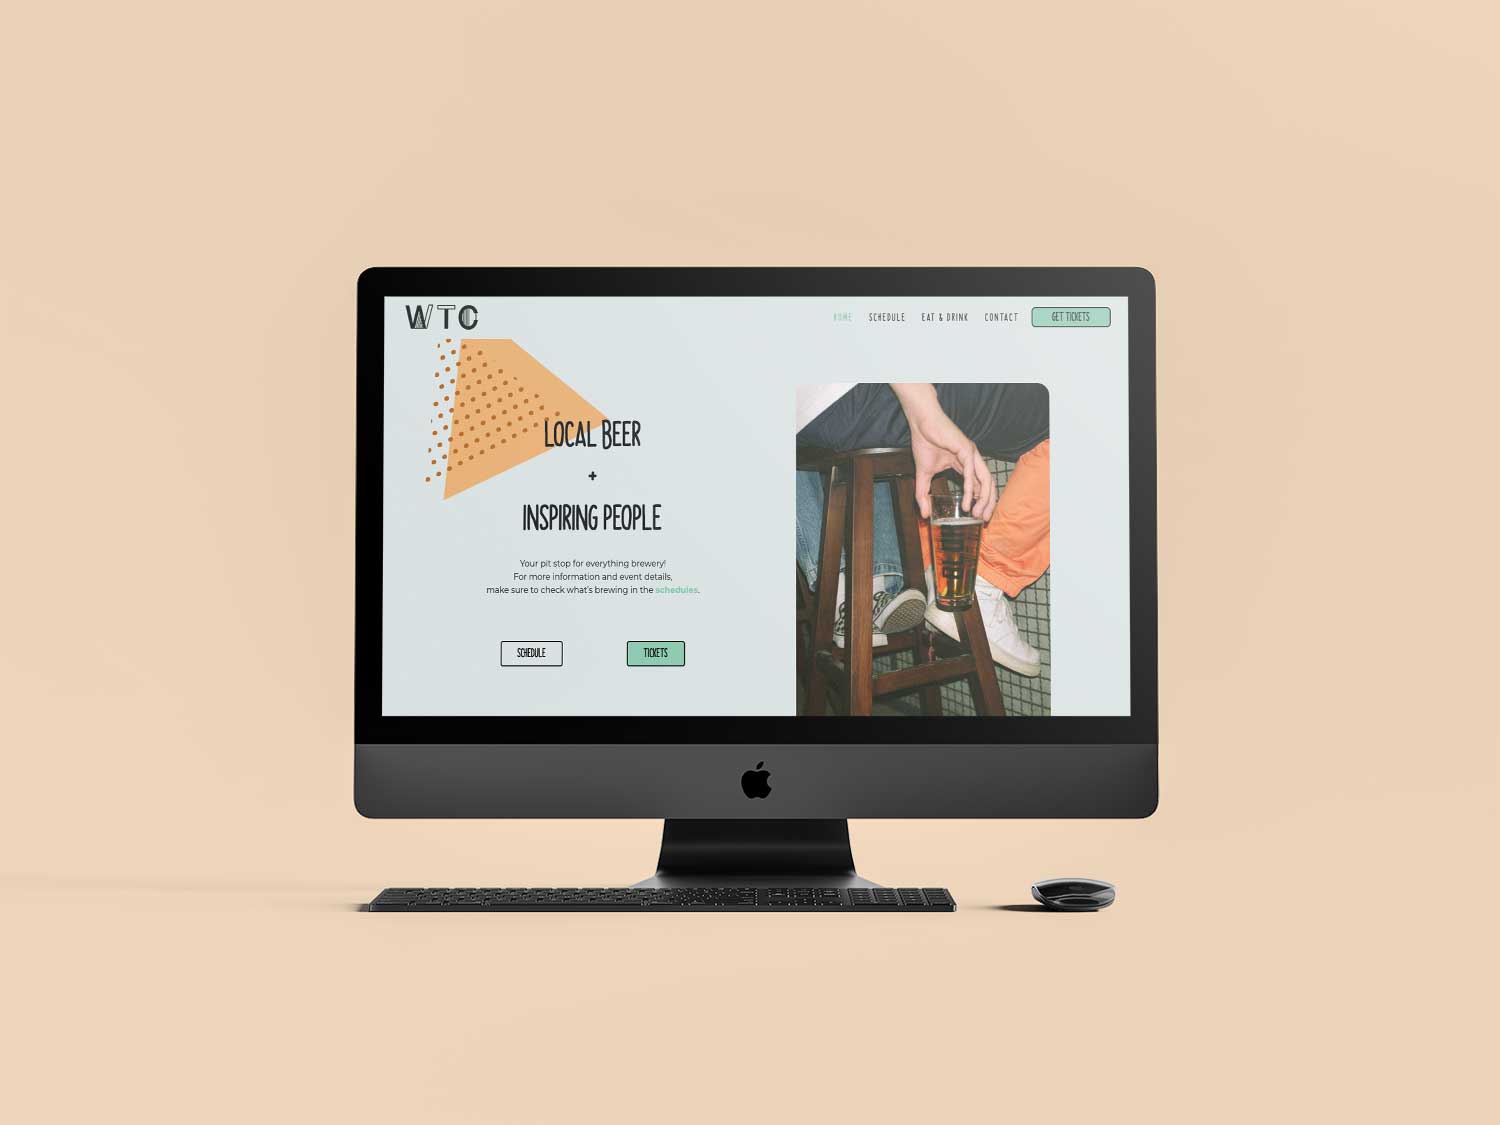 WTC
HOME SCHEDULE EAT & DRINK CONTACT GET TICKETS
LOCAL BEER
+
INSPIRING PEOPLE
Your pit stop for everything brewery!
For more information and event details,
make sure to check what's brewing in the schedules.
SCHEDULE TICKETS